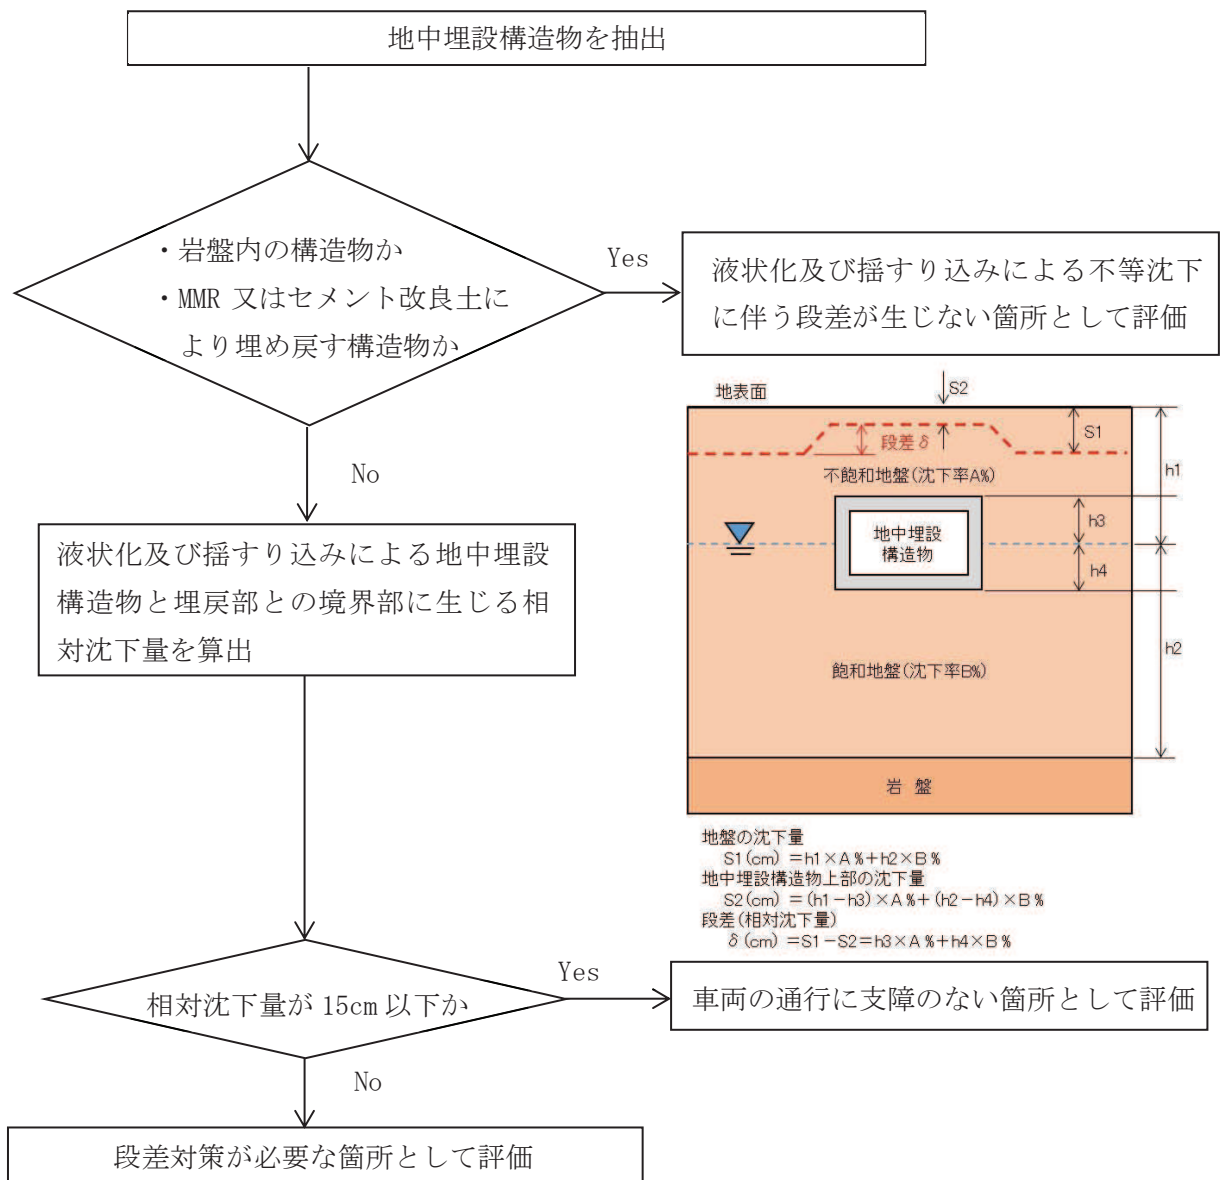 地中埋設構造物を抽出
・岩盤内の構造物か
・MMR 又はセメント改良土に
より埋め戻す構造物か
Yes
液状化及び揺すり込みによる不等沈下
に伴う段差が生じない箇所として評価
No
液状化及び揺すり込みによる地中埋設
構造物と埋戻部との境界部に生じる相
対沈下量を算出
地表面
S2
S1
段差δ
h1
不飽和地盤(沈下率A%)
h3
地中埋設
構造物
h4
h2
飽和地盤(沈下率B%)
岩 盤
地盤の沈下量
S1(cm) =h1×A%+h2×B%
地中埋設構造物上部の沈下量
S2(cm) =(h1-h3)×A%+(h2-h4)×B%
段差(相対沈下量)
δ(cm) =S1-S2=h3×A%+h4×B%
相対沈下量が 15cm 以下か
Yes
車両の通行に支障のない箇所として評価
No
段差対策が必要な箇所として評価